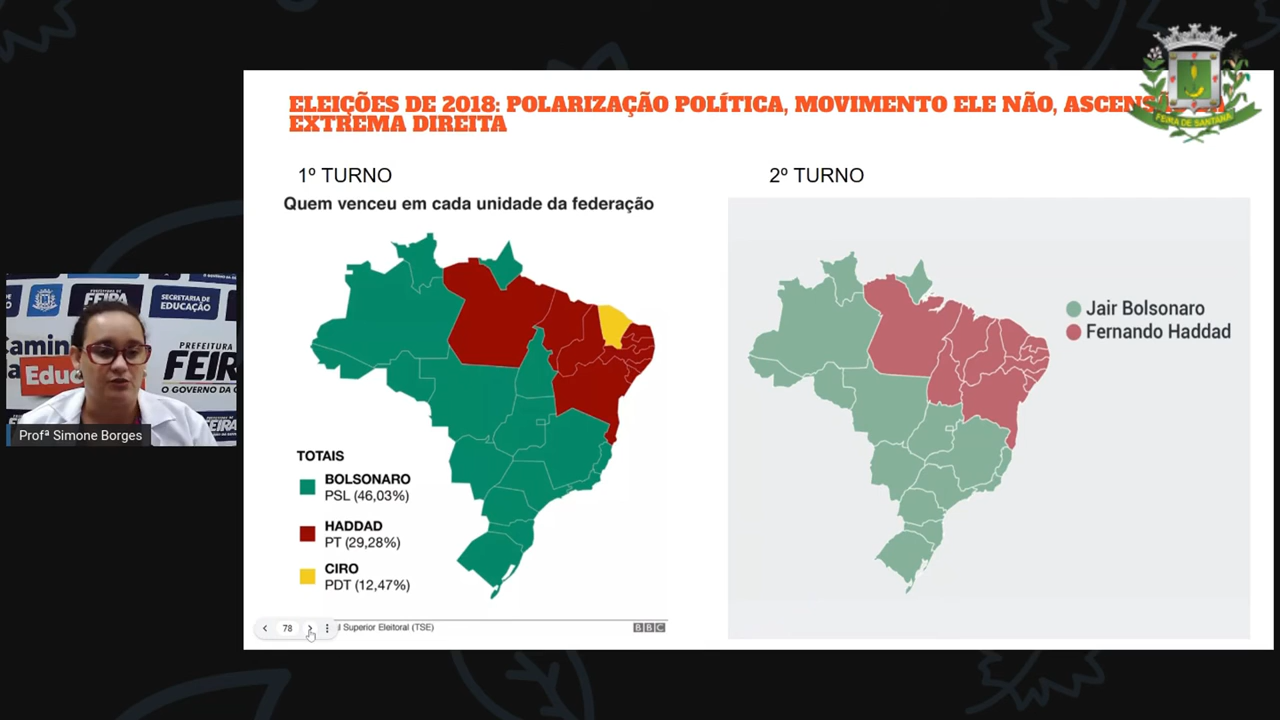 FEIRA DE SANTANA
ELEIÇÕES DE 2018: POLARIZAÇÃO POLÍTICA, MOVIMENTO ELE NÃO,
EXTREMA DIREITA
1º TURNO
Quem venceu em cada unidade da federação
TOTAIS
BOLSONARO
PSL (46,03%)
HADDAD
PT (29,28%)
CIRO
PDT (12,47%)
78
Superior Eleitoral (TSE)
BBC
2º TURNO
Jair Bolsonaro
Fernando Haddad
FEIRA
SECRETARIA DE
EDUCAÇÃO
PREFEITURA
O GOVERNO DA
Profª Simone Borges